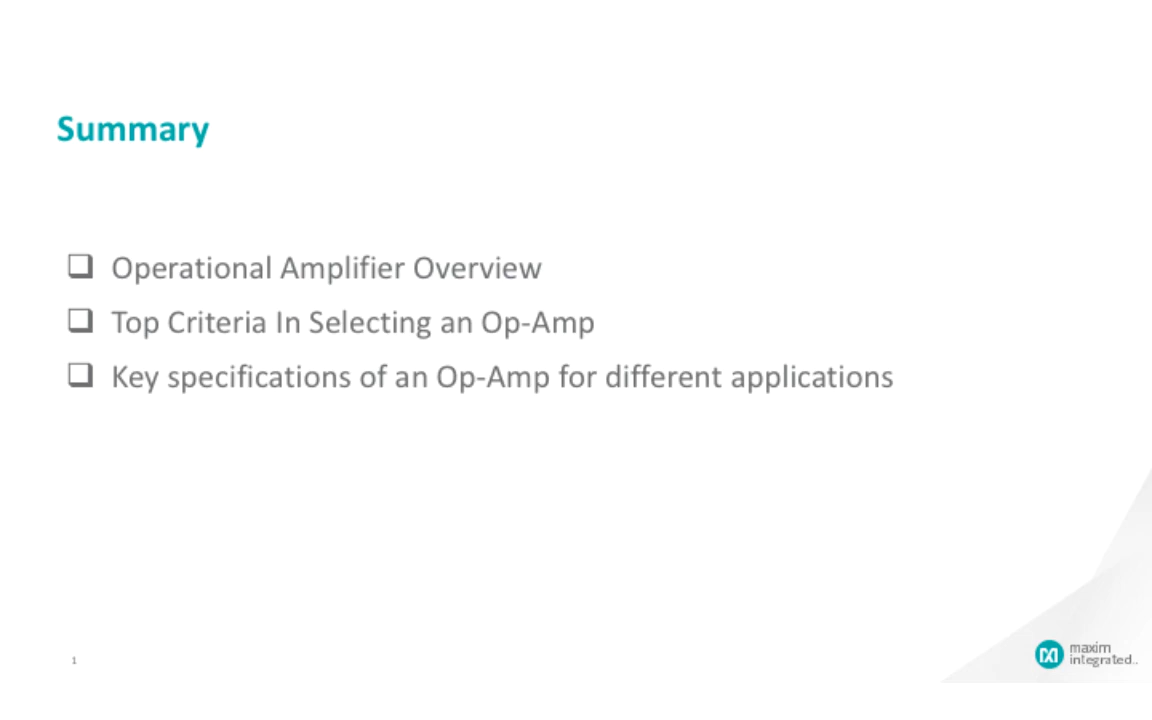 Summary
❑ Operational Amplifier Overview
❑ Top Criteria In Selecting an Op-Amp
❑ Key specifications of an Op-Amp for different applications
1
maxim
integrated..